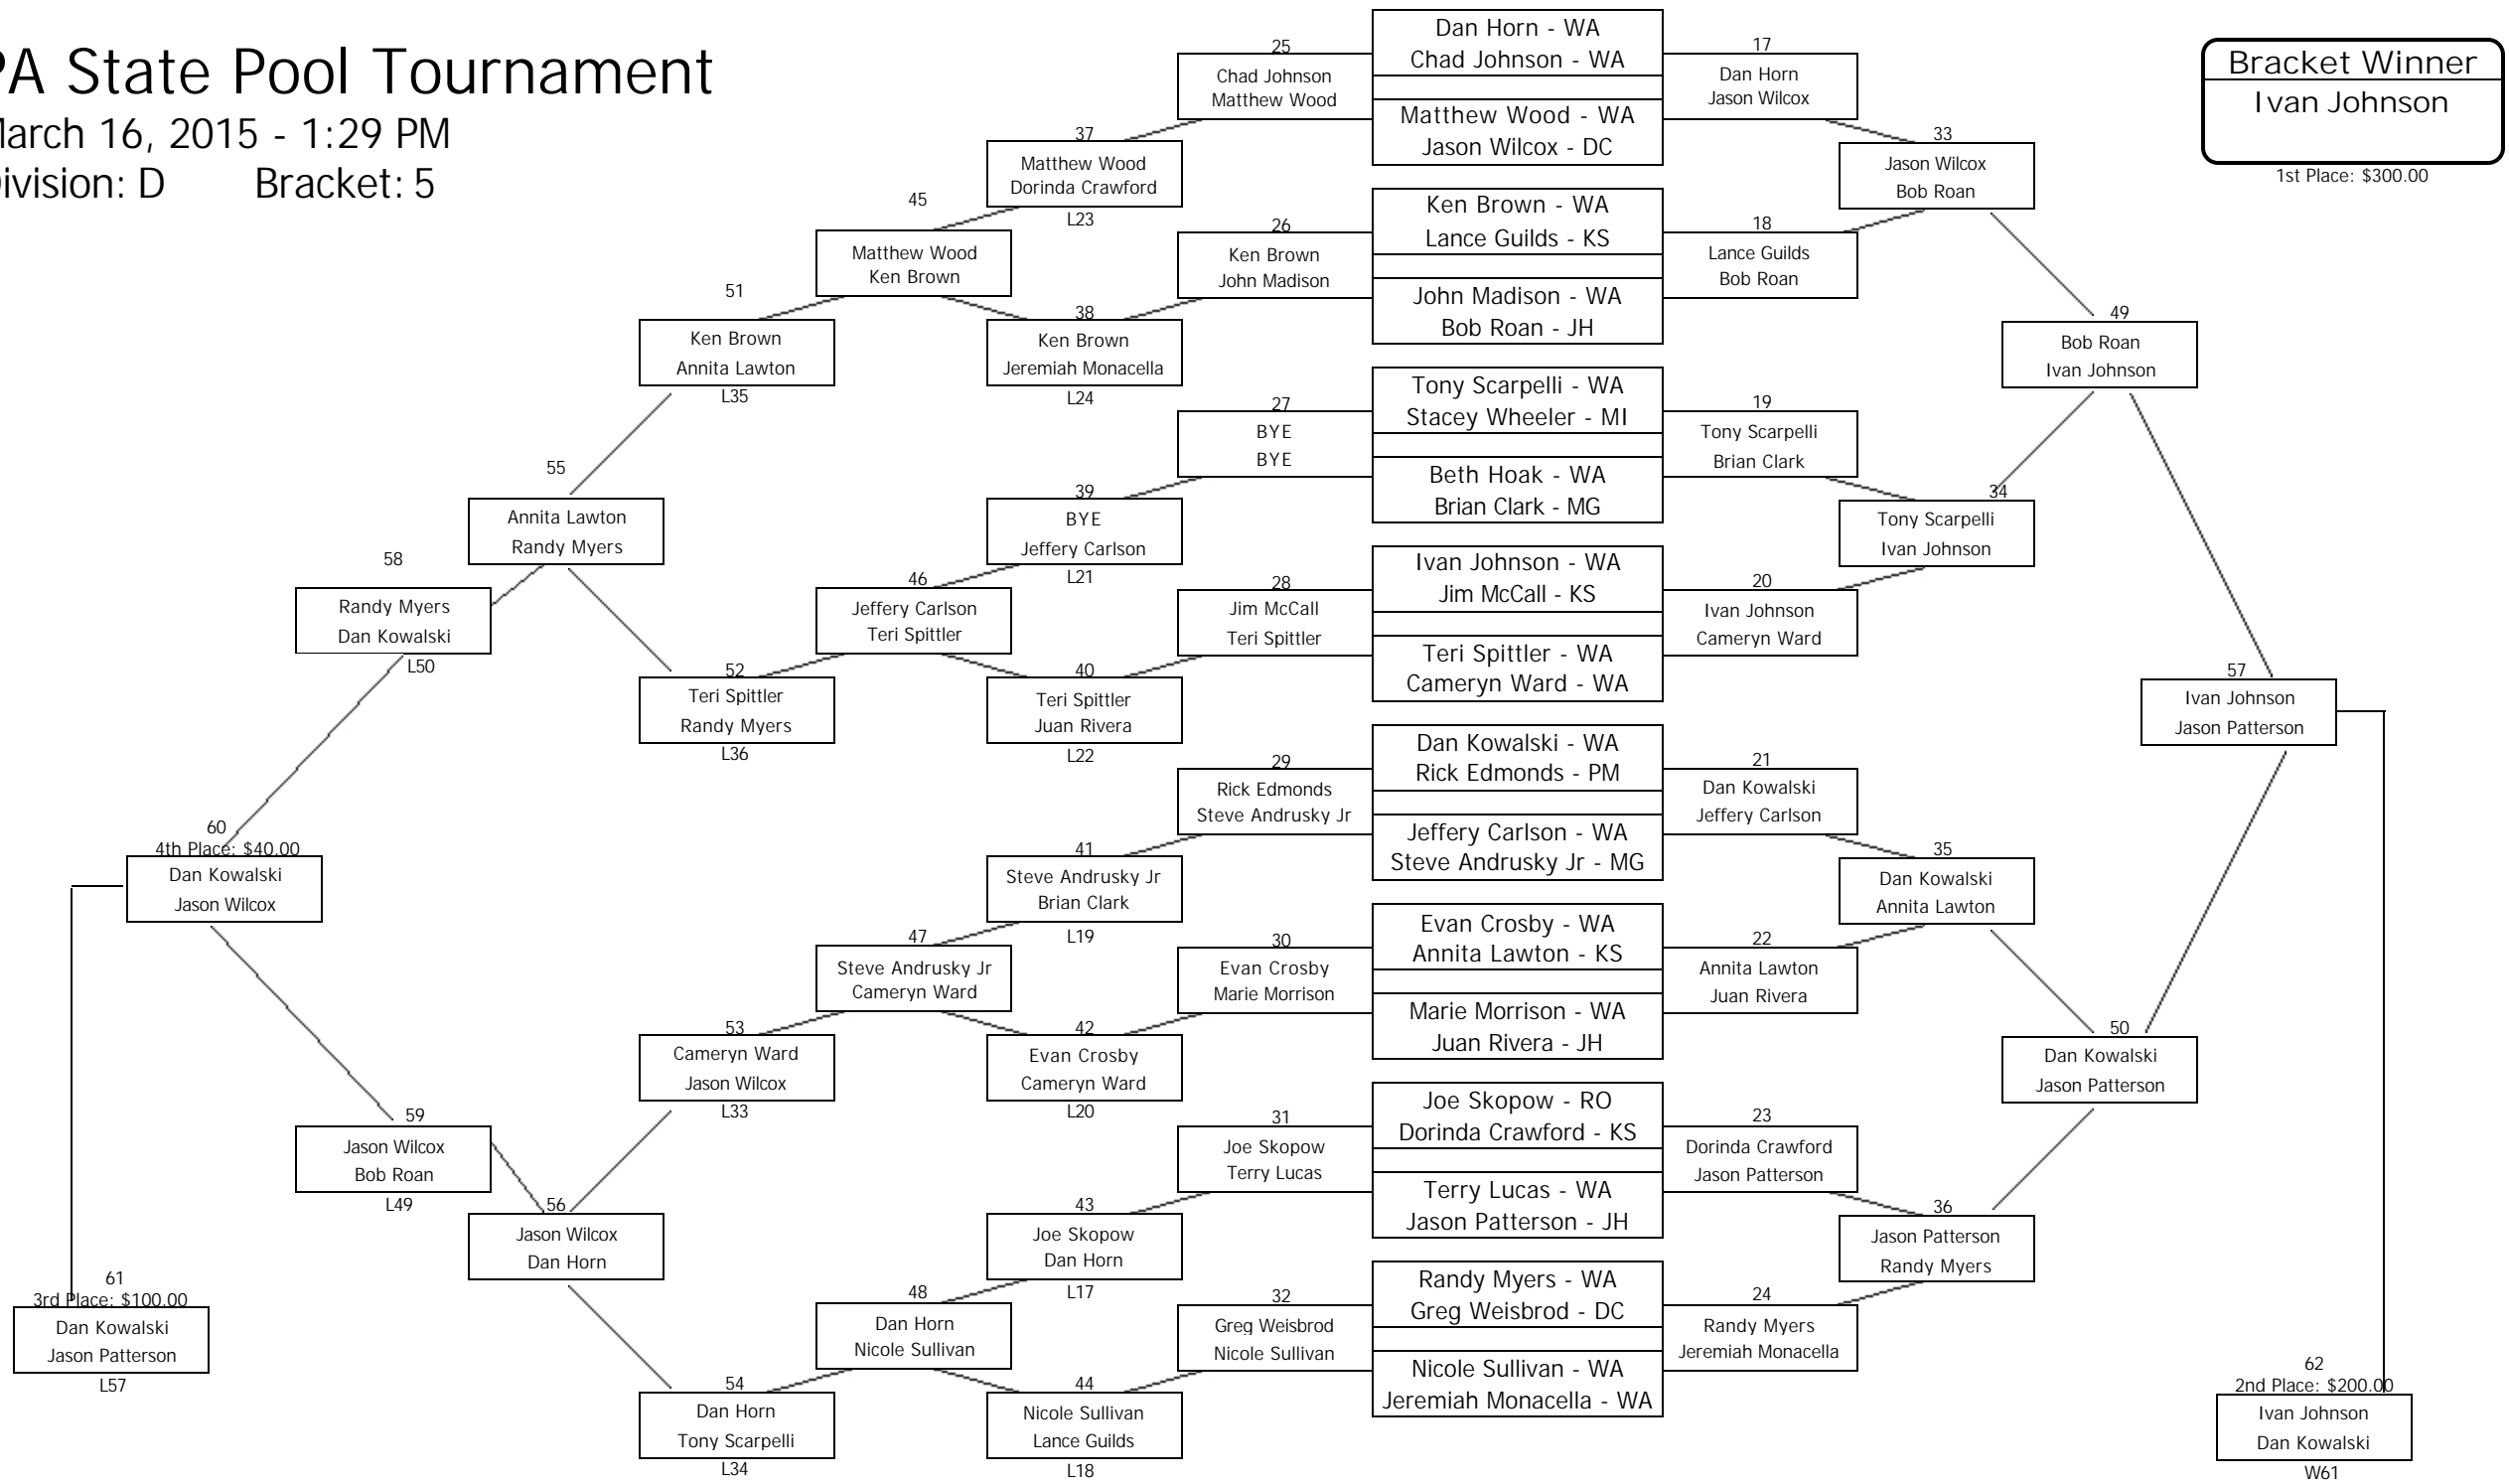 PA State Pool Tournament
March 16, 2015 - 1:29 PM
Division: D Bracket: 5
Bracket Winner
Ivan Johnson
1st Place: $300.00
Dan Horn - WA
Chad Johnson - WA
Matthew Wood - WA
Jason Wilcox - DC
Ken Brown - WA
Lance Guilds - KS
John Madison - WA
Bob Roan - JH
Tony Scarpelli - WA
Stacey Wheeler - MI
Beth Hoak - WA
Brian Clark - MG
Ivan Johnson - WA
Jim McCall - KS
Teri Spittler - WA
Cameryn Ward - WA
Dan Kowalski - WA
Rick Edmonds - PM
Jeffery Carlson - WA
Steve Andrusky Jr - MG
Evan Crosby - WA
Annita Lawton - KS
Marie Morrison - WA
Juan Rivera - JH
Joe Skopow - RO
Dorinda Crawford - KS
Terry Lucas - WA
Jason Patterson - JH
Randy Myers - WA
Greg Weisbrod - DC
Nicole Sullivan - WA
Jeremiah Monacella - WA
17
Dan Horn
Jason Wilcox
18
Lance Guilds
Bob Roan
19
Tony Scarpelli
Brian Clark
20
Ivan Johnson
Cameryn Ward
21
Dan Kowalski
Jeffery Carlson
22
Annita Lawton
Juan Rivera
23
Dorinda Crawford
Jason Patterson
24
Randy Myers
Jeremiah Monacella
25
Chad Johnson
Matthew Wood
26
Ken Brown
John Madison
27
BYE
BYE
28
Jim McCall
Teri Spittler
29
Rick Edmonds
Steve Andrusky Jr
30
Evan Crosby
Marie Morrison
31
Joe Skopow
Terry Lucas
32
Greg Weisbrod
Nicole Sullivan
33
Jason Wilcox
Bob Roan
34
Tony Scarpelli
Ivan Johnson
35
Dan Kowalski
Annita Lawton
36
Jason Patterson
Randy Myers
37
Matthew Wood
Dorinda Crawford
L23
38
Ken Brown
Jeremiah Monacella
L24
39
BYE
Jeffery Carlson
L21
40
Teri Spittler
Juan Rivera
L22
41
Steve Andrusky Jr
Brian Clark
L19
42
Evan Crosby
Cameryn Ward
L20
43
Joe Skopow
Dan Horn
L17
44
Nicole Sullivan
Lance Guilds
L18
45
Matthew Wood
Ken Brown
46
Jeffery Carlson
Teri Spittler
47
Steve Andrusky Jr
Cameryn Ward
48
Dan Horn
Nicole Sullivan
49
Bob Roan
Ivan Johnson
50
Dan Kowalski
Jason Patterson
51
Ken Brown
Annita Lawton
L35
52
Teri Spittler
Randy Myers
L36
53
Cameryn Ward
Jason Wilcox
L33
54
Dan Horn
Tony Scarpelli
L34
55
Annita Lawton
Randy Myers
56
Jason Wilcox
Dan Horn
57
Ivan Johnson
Jason Patterson
58
Randy Myers
Dan Kowalski
L50
59
Jason Wilcox
Bob Roan
L49
60
4th Place: $40.00
Dan Kowalski
Jason Wilcox
61
3rd Place: $100.00
Dan Kowalski
Jason Patterson
L57
62
2nd Place: $200.00
Ivan Johnson
Dan Kowalski
W61